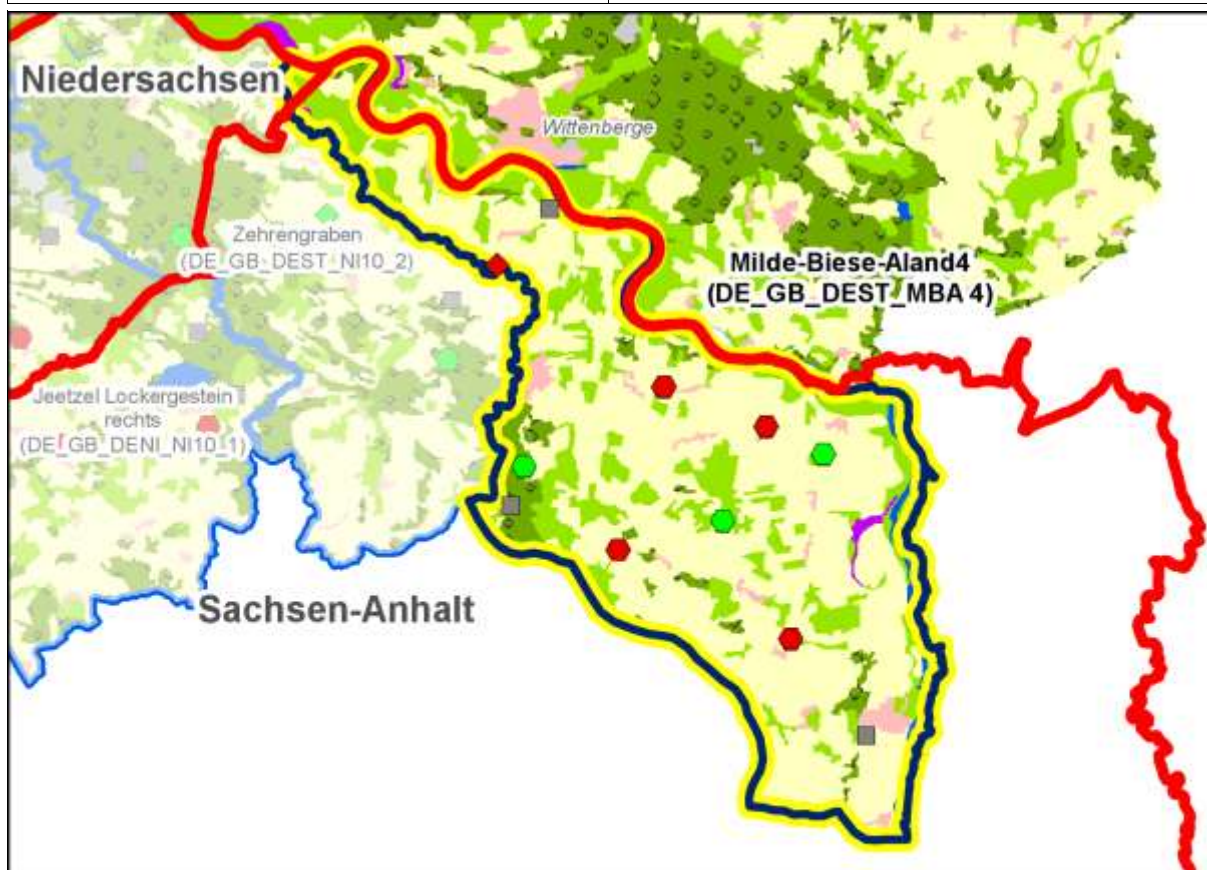 Niedersachsen
Wittenberge
Zehrengraben
(DE_GB_DEST_NI10_2)
Milde-Biese-Aland4
(DE_GB_DEST_MBA 4)
Jeetzel Lockergestein
rechts
(DE_GB_DENI_NI10_1)
Sachsen-Anhalt